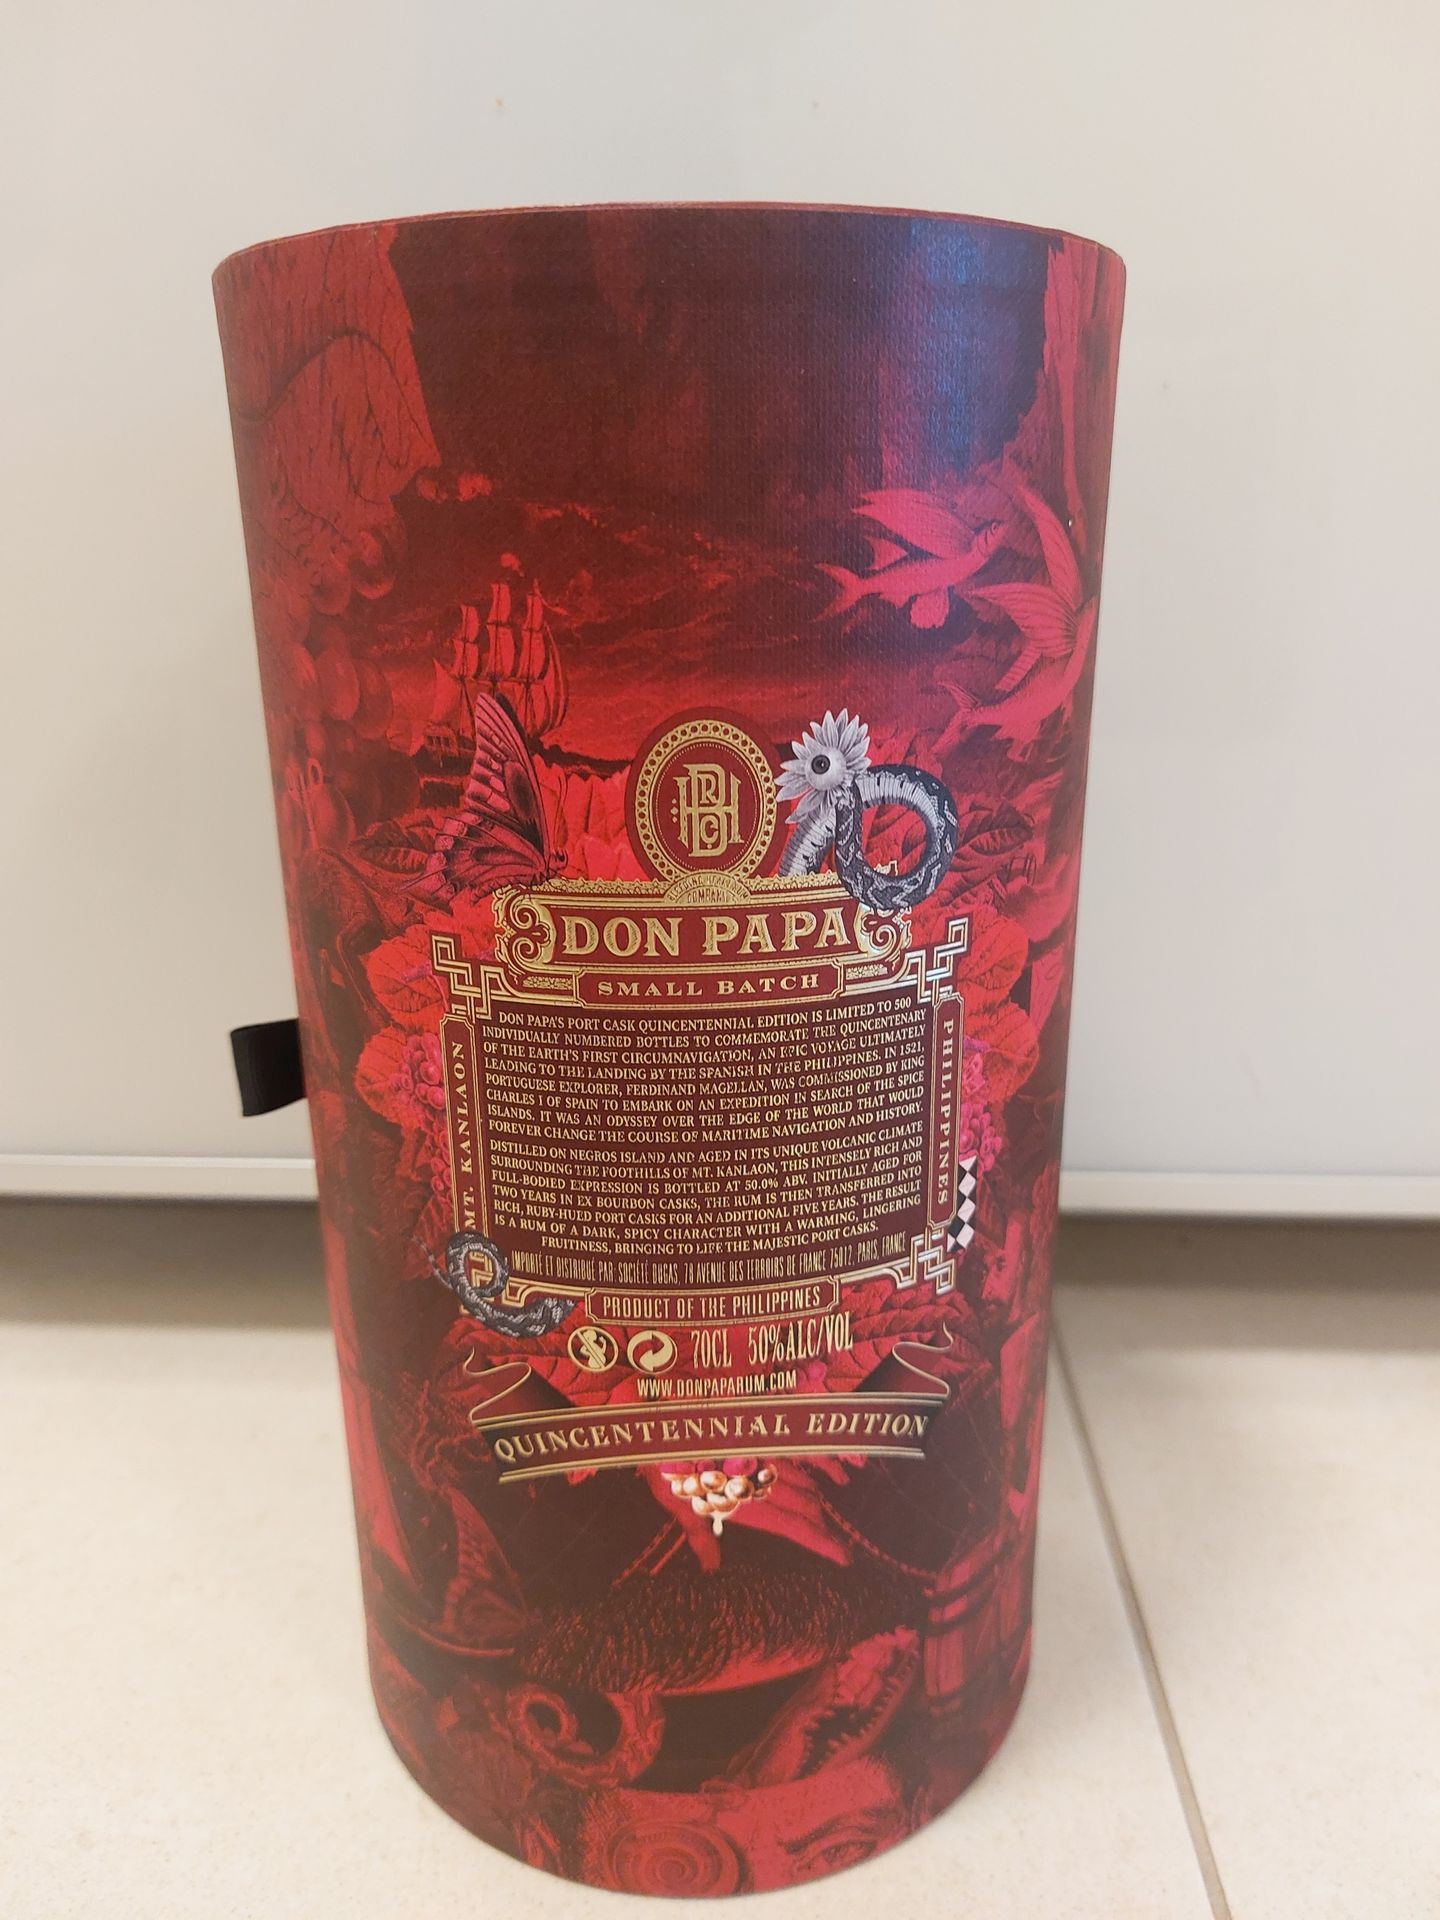 DON PAPA
SMALL BATCH
DON PAPA'S PORT CASK QUINCENTENNIAL EDITION IS LIMITED TO 500
INDIVIDUALLY NUMBERED BOTTLES TO COMMEMORATE THE QUINCENTENARY
OF THE EARTH'S FIRST CIRCUMNAVIGATION, AN EPIC VOYAGE ULTIMATELY
LEADING TO THE LANDING BY THE SPANISH IN THE PHILIPPINES. IN 1521,
PORTUGUESE EXPLORER, FERDINAND MAGELLAN, WAS COMMISSIONED BY KING
CHARLES I OF SPAIN TO EMBARK ON AN EXPEDITION IN SEARCH OF THE SPICE
ISLANDS. IT WAS AN ODYSSEY OVER THE EDGE OF THE WORLD THAT WOULD
FOREVER CHANGE THE COURSE OF MARITIME NAVIGATION AND HISTORY.
DISTILLED ON NEGROS ISLAND AND AGED IN ITS UNIQUE VOLCANIC CLIMATE
SURROUNDING THE FOOTHILLS OF MT. KANLAON, THIS INTENSELY RICH AND
FULL-BODIED EXPRESSION IS BOTTLED AT 50.0% ABV. INITIALLY AGED FOR
TWO YEARS IN EX BOURBON CASKS, THE RUM IS THEN TRANSFERRED INTO
RICH, RUBY-HUED PORT CASKS FOR AN ADDITIONAL FIVE YEARS. THE RESULT
IS A RUM OF A DARK, SPICY CHARACTER WITH A WARMING, LINGERING
FRUITINESS, BRINGING TO LIFE THE MAJESTIC PORT CASKS.
IMPORTÉ ET DISTRIBUÉ PAR: SOCIÉTÉ DUGAS, 78 AVENUE DES TERROIRS DE FRANCE 75012, PARIS, FRANCE
MT. KANLAON
PHILIPPINES
PRODUCT OF THE PHILIPPINES
70CL 50%ALC/VOL
WWW.DONPAPARUM.COM
QUINCENTENNIAL EDITION